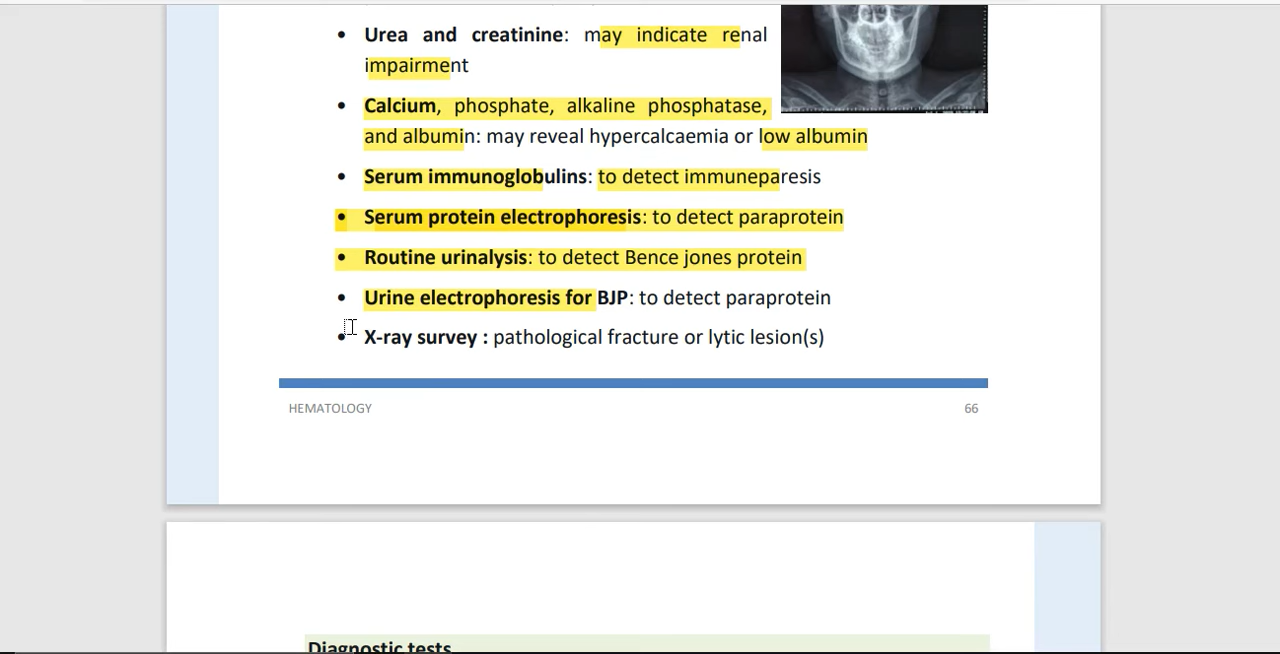 • Urea and creatinine: may indicate renal
impairment
• Calcium, phosphate, alkaline phosphatase,
and albumin: may reveal hypercalcaemia or low albumin
• Serum immunoglobulins: to detect immuneparesis
• Serum protein electrophoresis: to detect paraprotein
• Routine urinalysis: to detect Bence jones protein
• Urine electrophoresis for BJP: to detect paraprotein
• X-ray survey : pathological fracture or lytic lesion(s)
HEMATOLOGY 66
Diagnostic tests